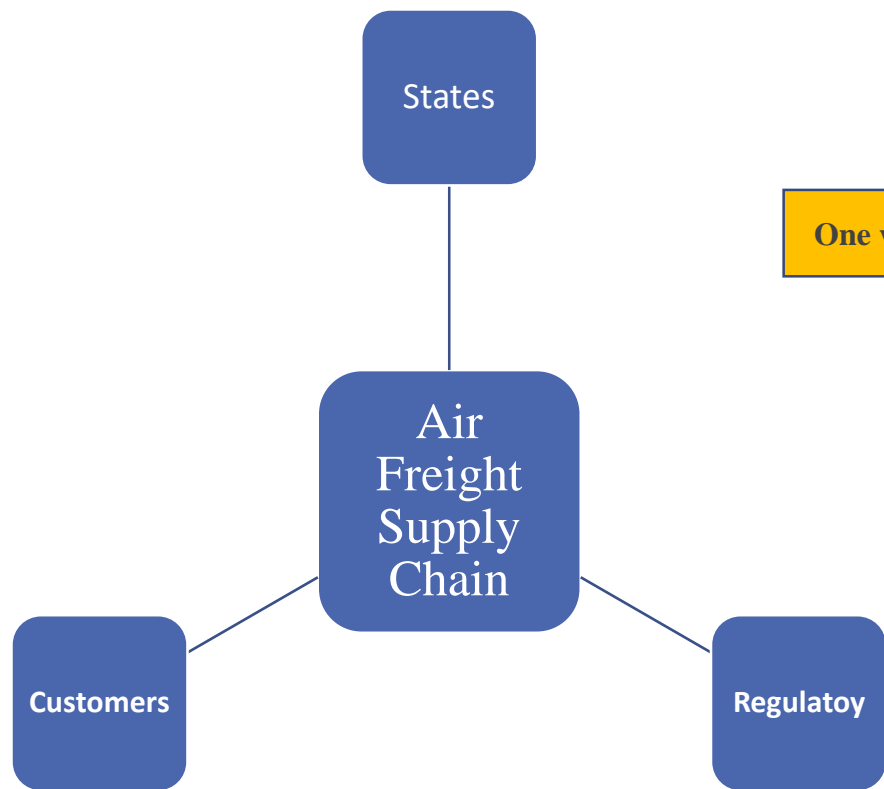 States
One
Air
Freight
Supply
Chain
Customers
Regulatoy